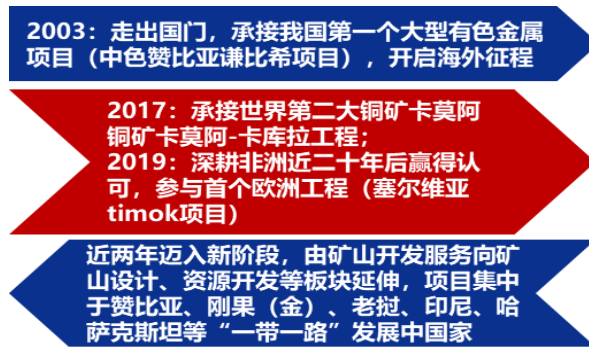 2003：走出国门，承接我国第一个大型有色金属
项目（中色赞比亚谦比希项目），开启海外征程
2017：承接世界第二大铜矿卡莫阿
铜矿卡莫阿-卡库拉工程；
2019：深耕非洲近二十年后赢得认
可，参与首个欧洲工程（塞尔维亚
timok项目）
近两年迈入新阶段，由矿山开发服务向矿
山设计、资源开发等板块延伸，项目集中
于赞比亚、刚果（金）、老挝、印尼、哈
萨克斯坦等“一带一路”发展中国家